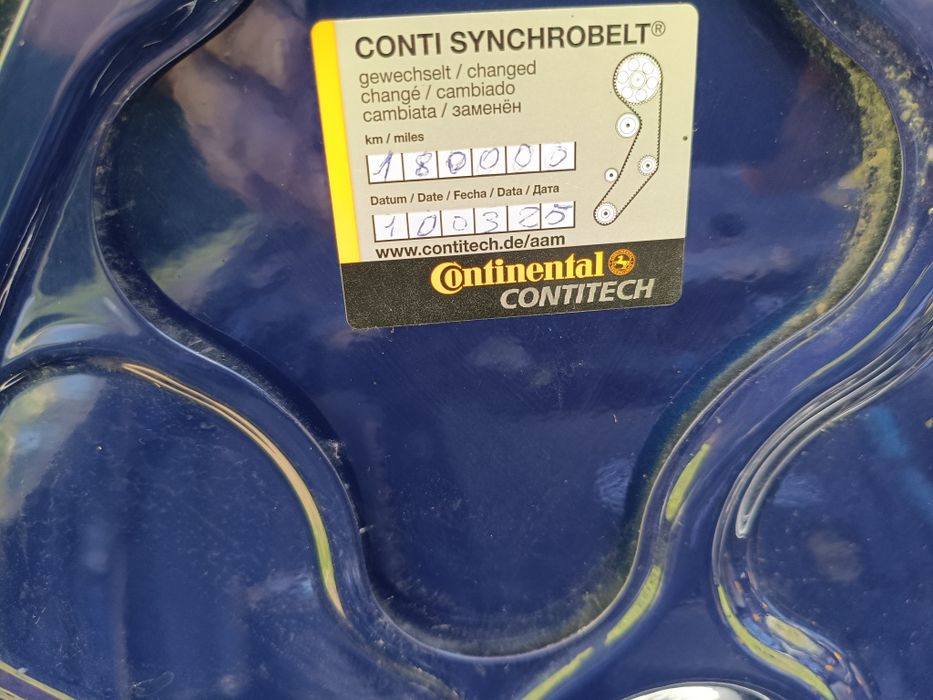 CONTI SYNCHROBELT®
gewechselt / changed
changé / cambiado
cambiata / заменён
km / miles
180000
Datum / Date / Fecha / Data / Дата
100325
www.contitech.de/aam
Continental
CONTITECH